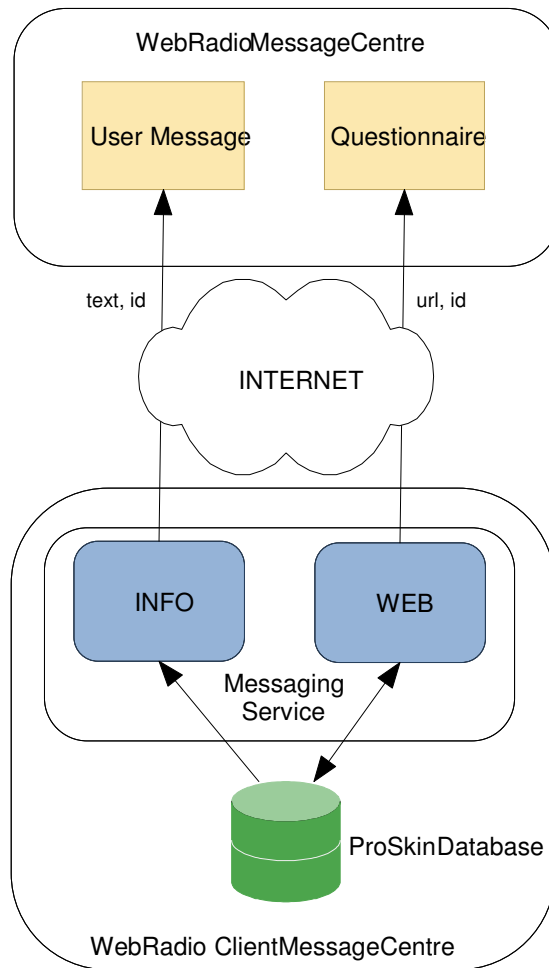 WebRadioMessageCentre
User Message
Questionnaire
text, id
url, id
INTERNET
INFO
WEB
Messaging
Service
ProSkinDatabase
WebRadio ClientMessageCentre